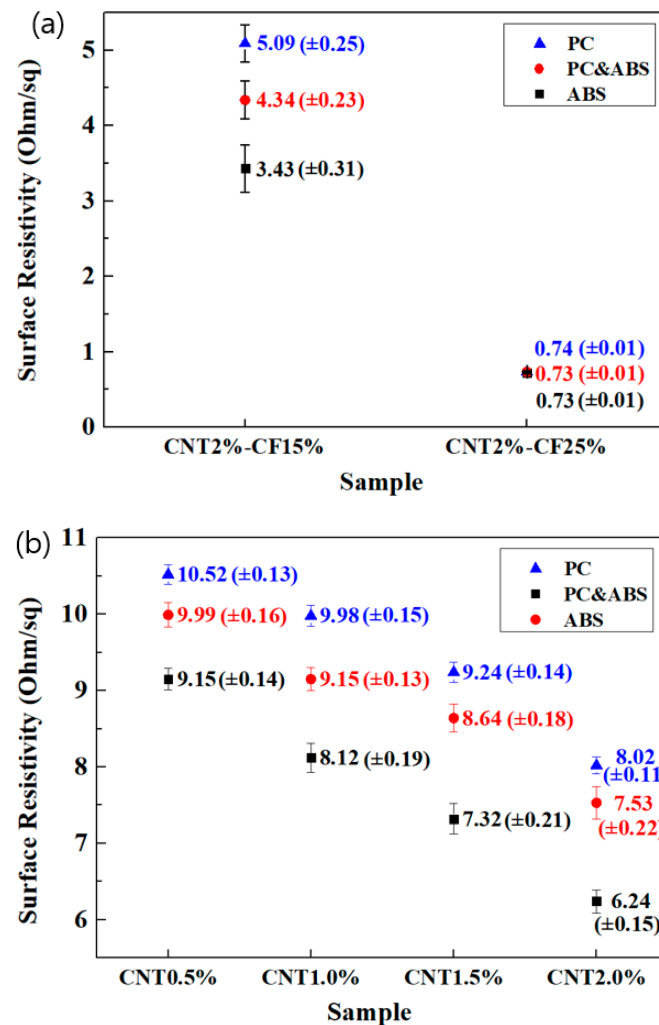 (a)
5
4
3
2
1
0
Surface Resistivity (Ohm/sq)
PC
PC&ABS
ABS
5.09 (±0.25)
4.34 (±0.23)
3.43 (±0.31)
0.74 (±0.01)
0.73 (±0.01)
0.73 (±0.01)
CNT2%-CF15%
CNT2%-CF25%
Sample
(b)
11
10
9
8
7
6
Surface Resistivity (Ohm/sq)
PC
PC&ABS
ABS
10.52 (±0.13)
9.99 (±0.16)
9.98 (±0.15)
9.15 (±0.14)
9.15 (±0.13)
9.24 (±0.14)
8.64 (±0.18)
8.12 (±0.19)
8.02
(±0.11
7.53
(±0.22)
7.32 (±0.21)
6.24
(±0.15)
CNT0.5%
CNT1.0%
CNT1.5%
CNT2.0%
Sample